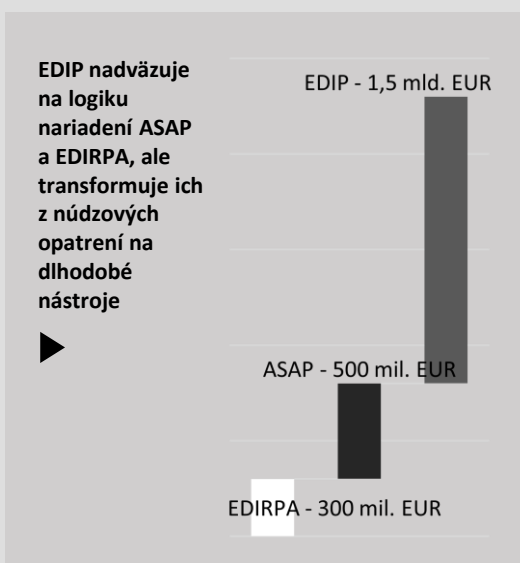 EDIP nadväzuje
na logiku
nariadení ASAP
a EDIRPA, ale
transformuje ich
z núdzových
opatrení na
dlhodobé
nástroje
EDIP - 1,5 mld. EUR
ASAP - 500 mil. EUR
EDIRPA - 300 mil. EUR